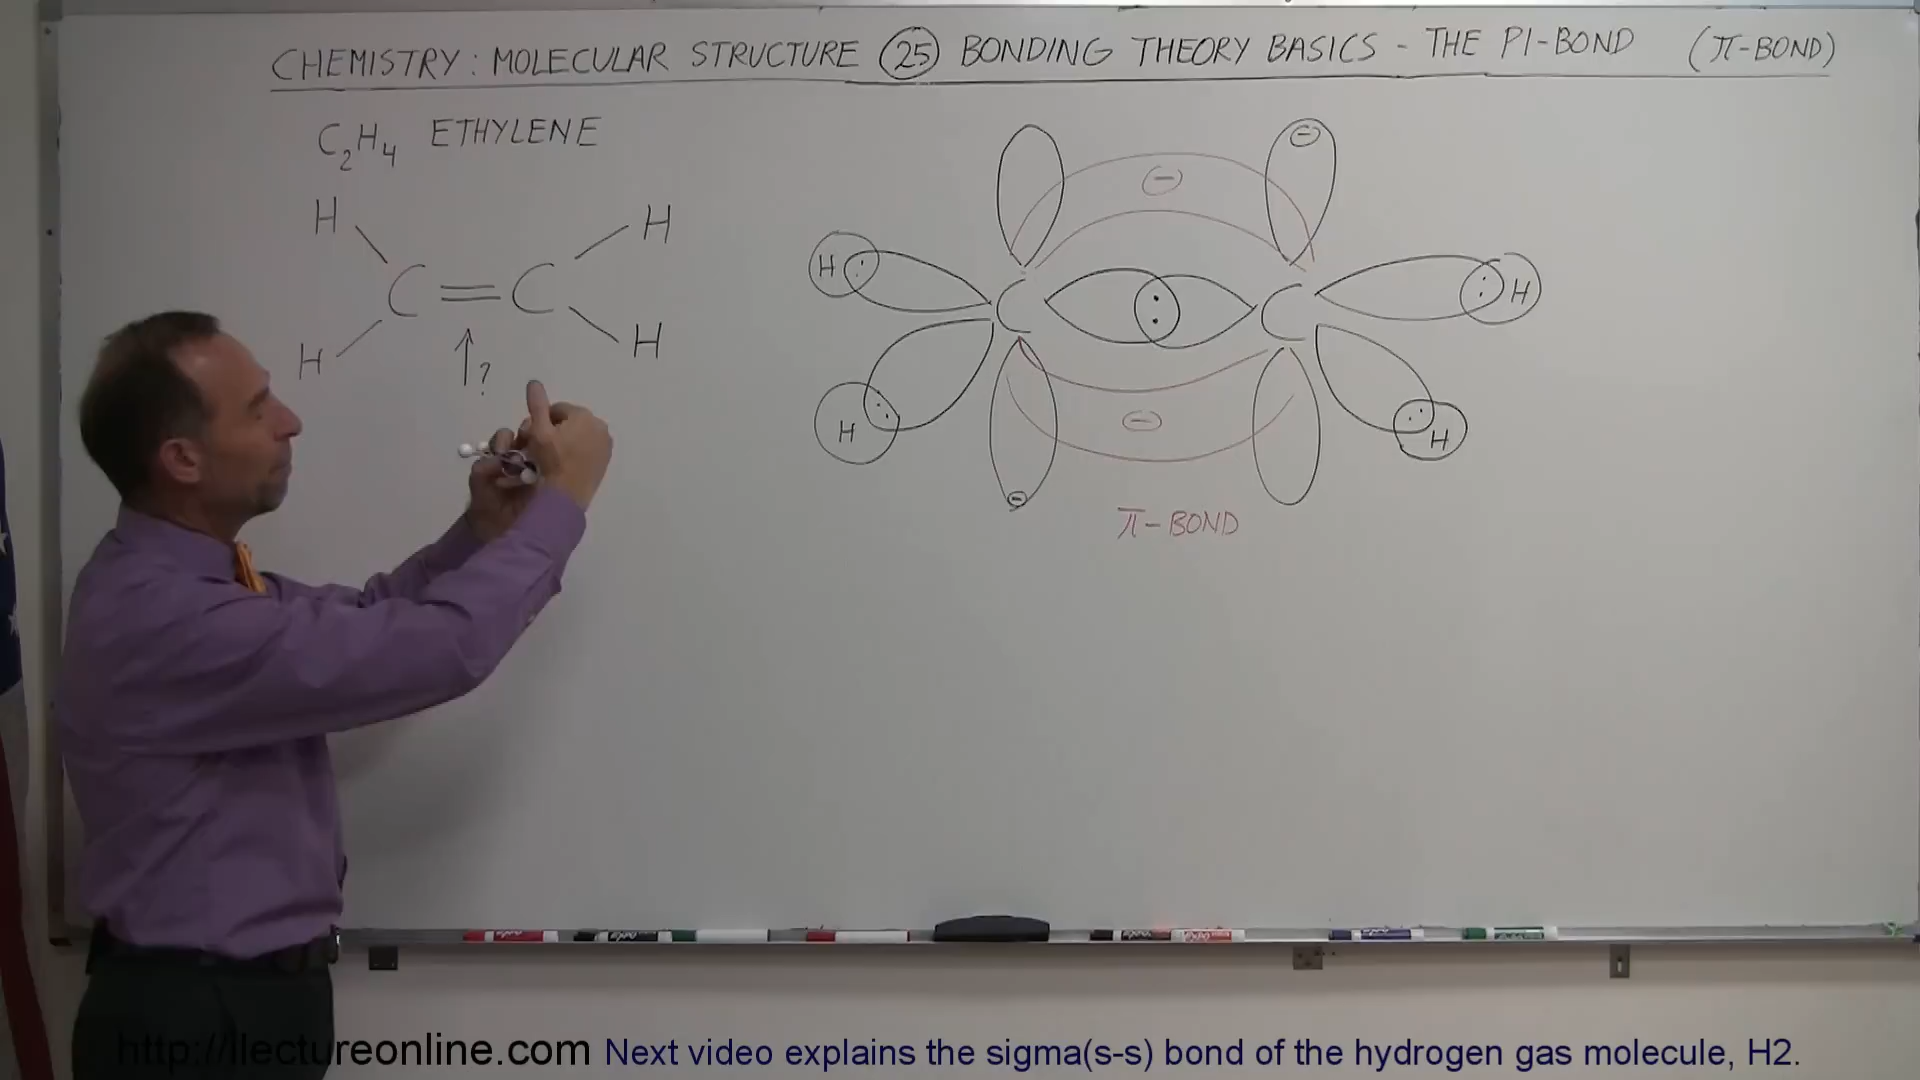 CHEMISTRY: MOLECULAR STRUCTURE 25 BONDING THEORY BASICS - THE PI-BOND (π-BOND)
C2H4 ETHYLENE
H H
C=C
H H
↑?
− −
H : C : C : H
H : : H
−
−
π-BOND
http://ilectureonline.com Next video explains the sigma(s-s) bond of the hydrogen gas molecule, H2.